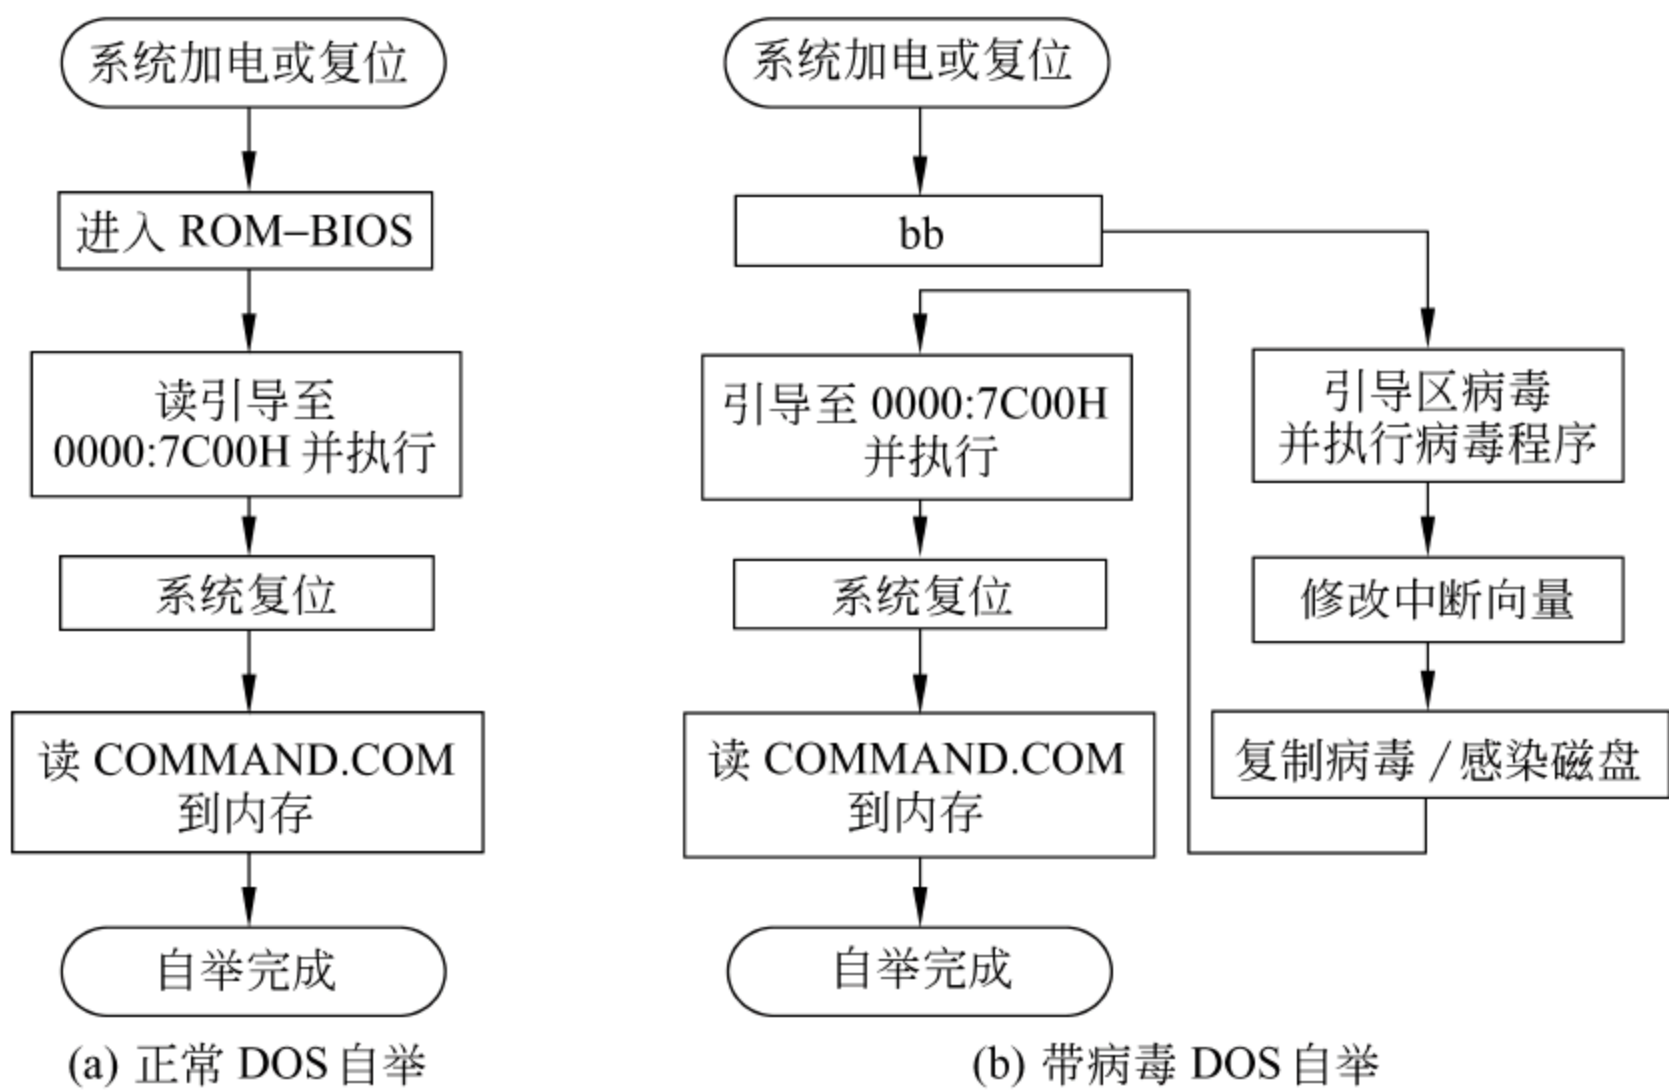 系统加电或复位
进入 ROM–BIOS
读引导至
0000:7C00H 并执行
系统复位
读 COMMAND.COM
到内存
自举完成
(a) 正常 DOS 自举
系统加电或复位
bb
引导至 0000:7C00H
并执行
系统复位
读 COMMAND.COM
到内存
自举完成
引导区病毒
并执行病毒程序
修改中断向量
复制病毒 / 感染磁盘
(b) 带病毒 DOS 自举